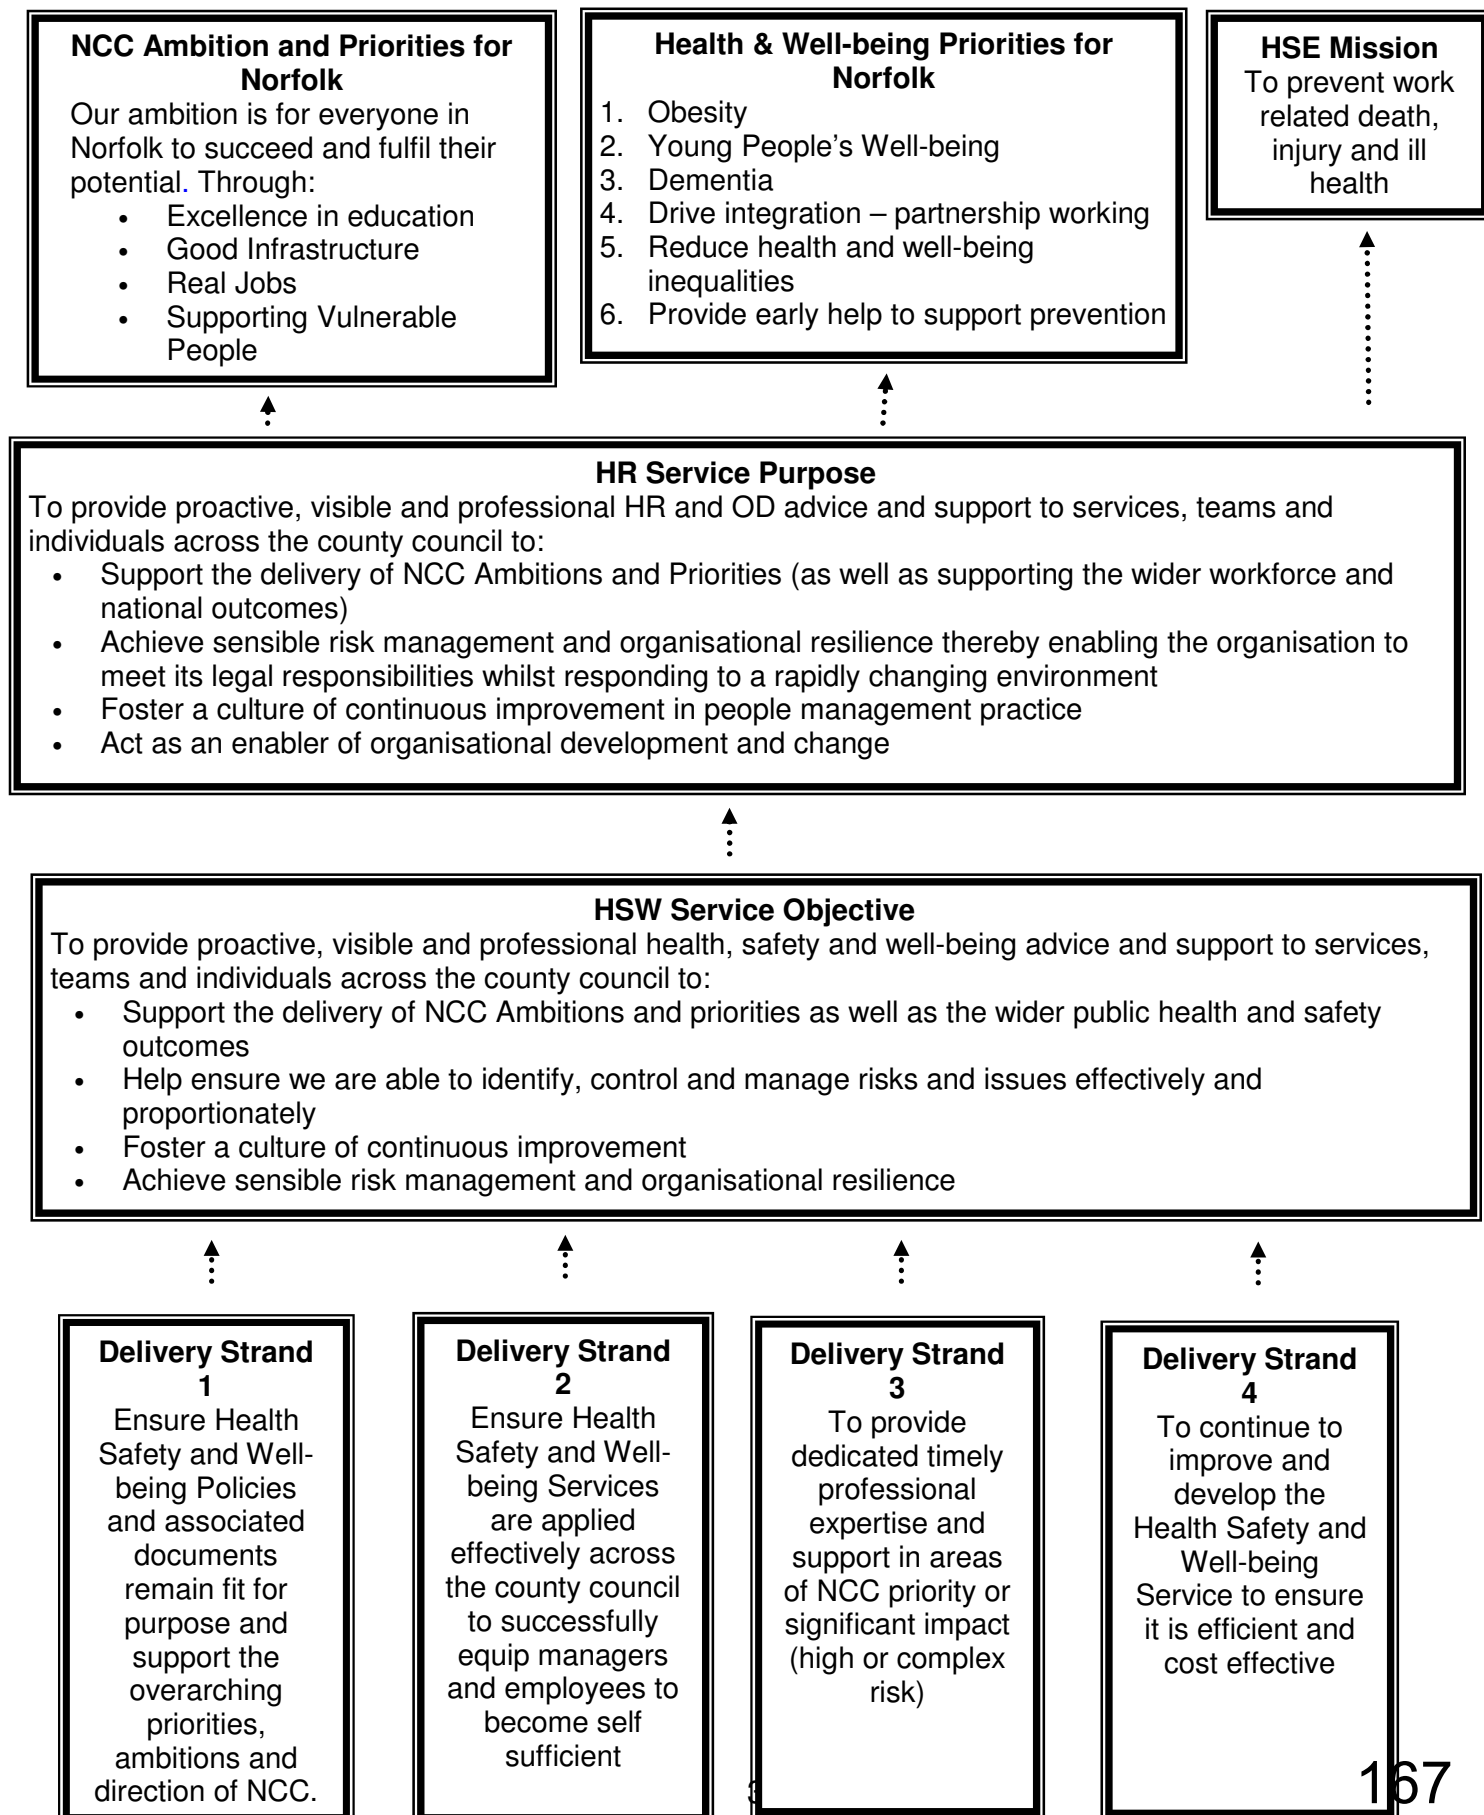 NCC Ambition and Priorities for
Norfolk
Our ambition is for everyone in
Norfolk to succeed and fulfil their
potential. Through:
• Excellence in education
• Good Infrastructure
• Real Jobs
• Supporting Vulnerable
People
Health & Well-being Priorities for
Norfolk
1. Obesity
2. Young People's Well-being
3. Dementia
4. Drive integration – partnership working
5. Reduce health and well-being
inequalities
6. Provide early help to support prevention
HSE Mission
To prevent work
related death,
injury and ill
health
HR Service Purpose
To provide proactive, visible and professional HR and OD advice and support to services, teams and
individuals across the county council to:
• Support the delivery of NCC Ambitions and Priorities (as well as supporting the wider workforce and
national outcomes)
• Achieve sensible risk management and organisational resilience thereby enabling the organisation to
meet its legal responsibilities whilst responding to a rapidly changing environment
• Foster a culture of continuous improvement in people management practice
• Act as an enabler of organisational development and change
HSW Service Objective
To provide proactive, visible and professional health, safety and well-being advice and support to services,
teams and individuals across the county council to:
• Support the delivery of NCC Ambitions and priorities as well as the wider public health and safety
outcomes
• Help ensure we are able to identify, control and manage risks and issues effectively and
proportionately
• Foster a culture of continuous improvement
• Achieve sensible risk management and organisational resilience
Delivery Strand
1
Ensure Health
Safety and Well-
being Policies
and associated
documents
remain fit for
purpose and
support the
overarching
priorities,
ambitions and
direction of NCC.
Delivery Strand
2
Ensure Health
Safety and Well-
being Services
are applied
effectively across
the county council
to successfully
equip managers
and employees to
become self
sufficient
Delivery Strand
3
To provide
dedicated timely
professional
expertise and
support in areas
of NCC priority or
significant impact
(high or complex
risk)
Delivery Strand
4
To continue to
improve and
develop the
Health Safety and
Well-being
Service to ensure
it is efficient and
cost effective
167